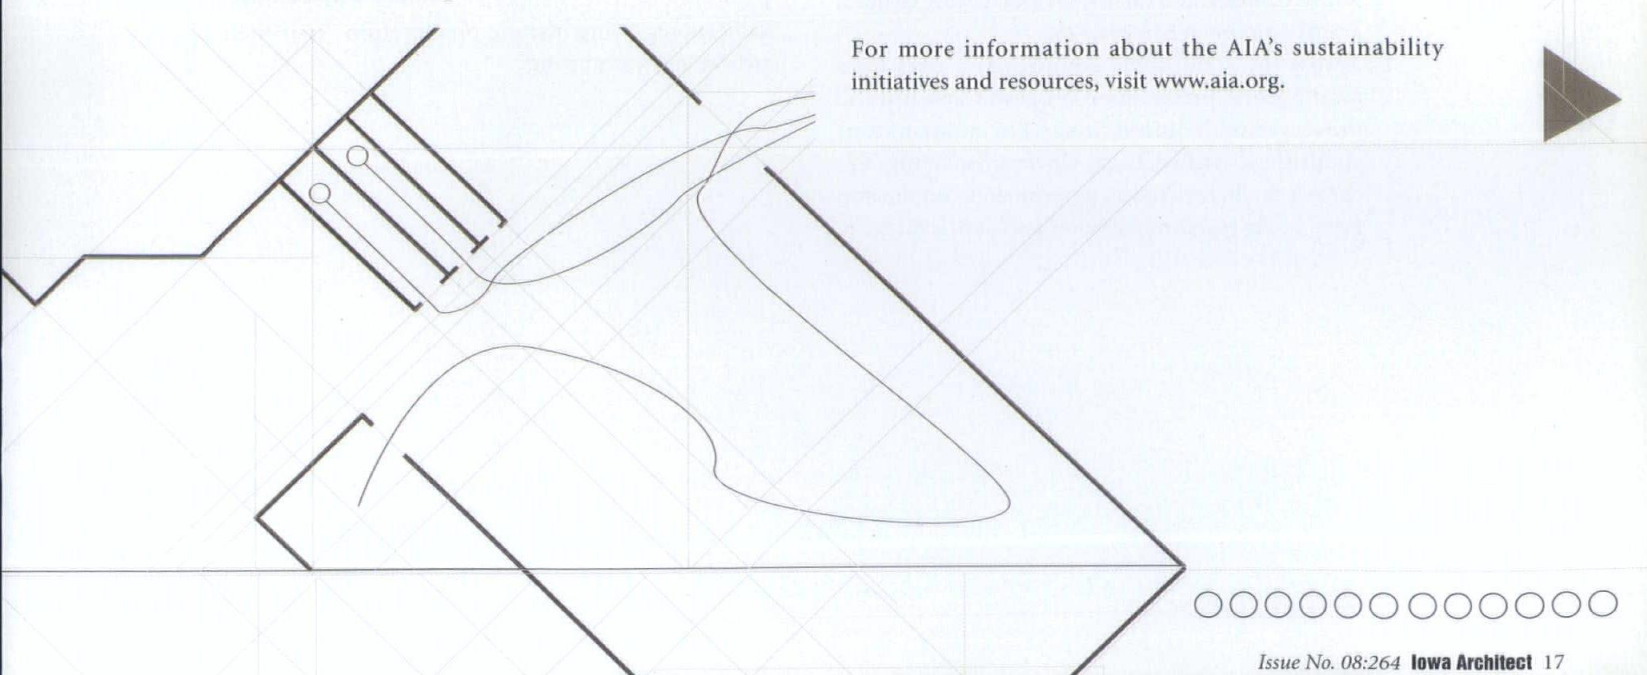 For more information about the AIA's sustainability
initiatives and resources, visit www.aia.org.
Issue No. 08:264 Iowa Architect 17